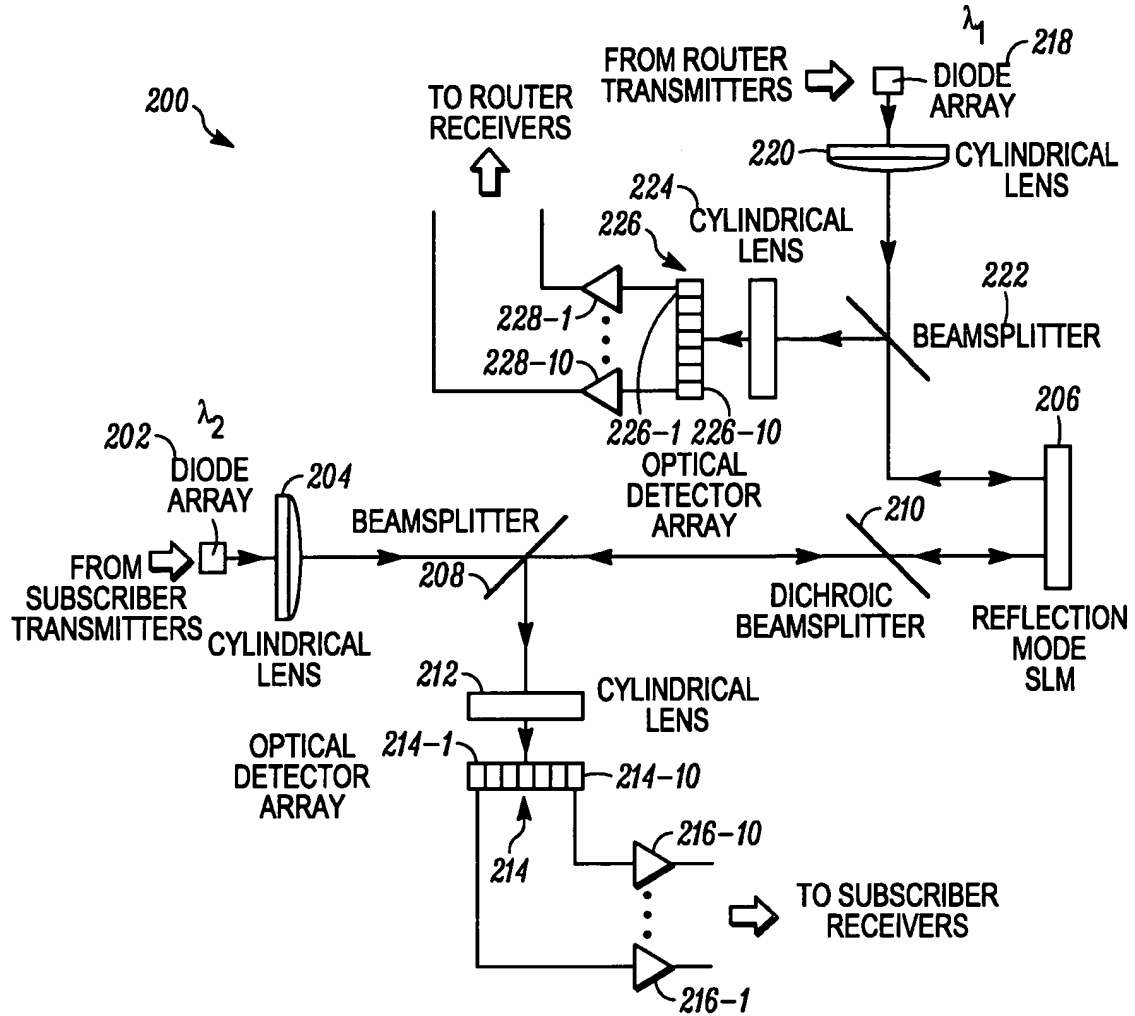 λ1
218
FROM ROUTER
TRANSMITTERS
DIODE
ARRAY
200
TO ROUTER
RECEIVERS
220
CYLINDRICAL
LENS
224
CYLINDRICAL
LENS
226
222
BEAMSPLITTER
228-1
228-10
226-1
226-10
OPTICAL
DETECTOR
ARRAY
206
λ2
202
DIODE
ARRAY
204
BEAMSPLITTER
208
210
FROM
SUBSCRIBER
TRANSMITTERS
CYLINDRICAL
LENS
DICHROIC
BEAMSPLITTER
REFLECTION
MODE
SLM
212
CYLINDRICAL
LENS
OPTICAL
DETECTOR
ARRAY
214-1
214-10
214
216-10
TO SUBSCRIBER
RECEIVERS
216-1